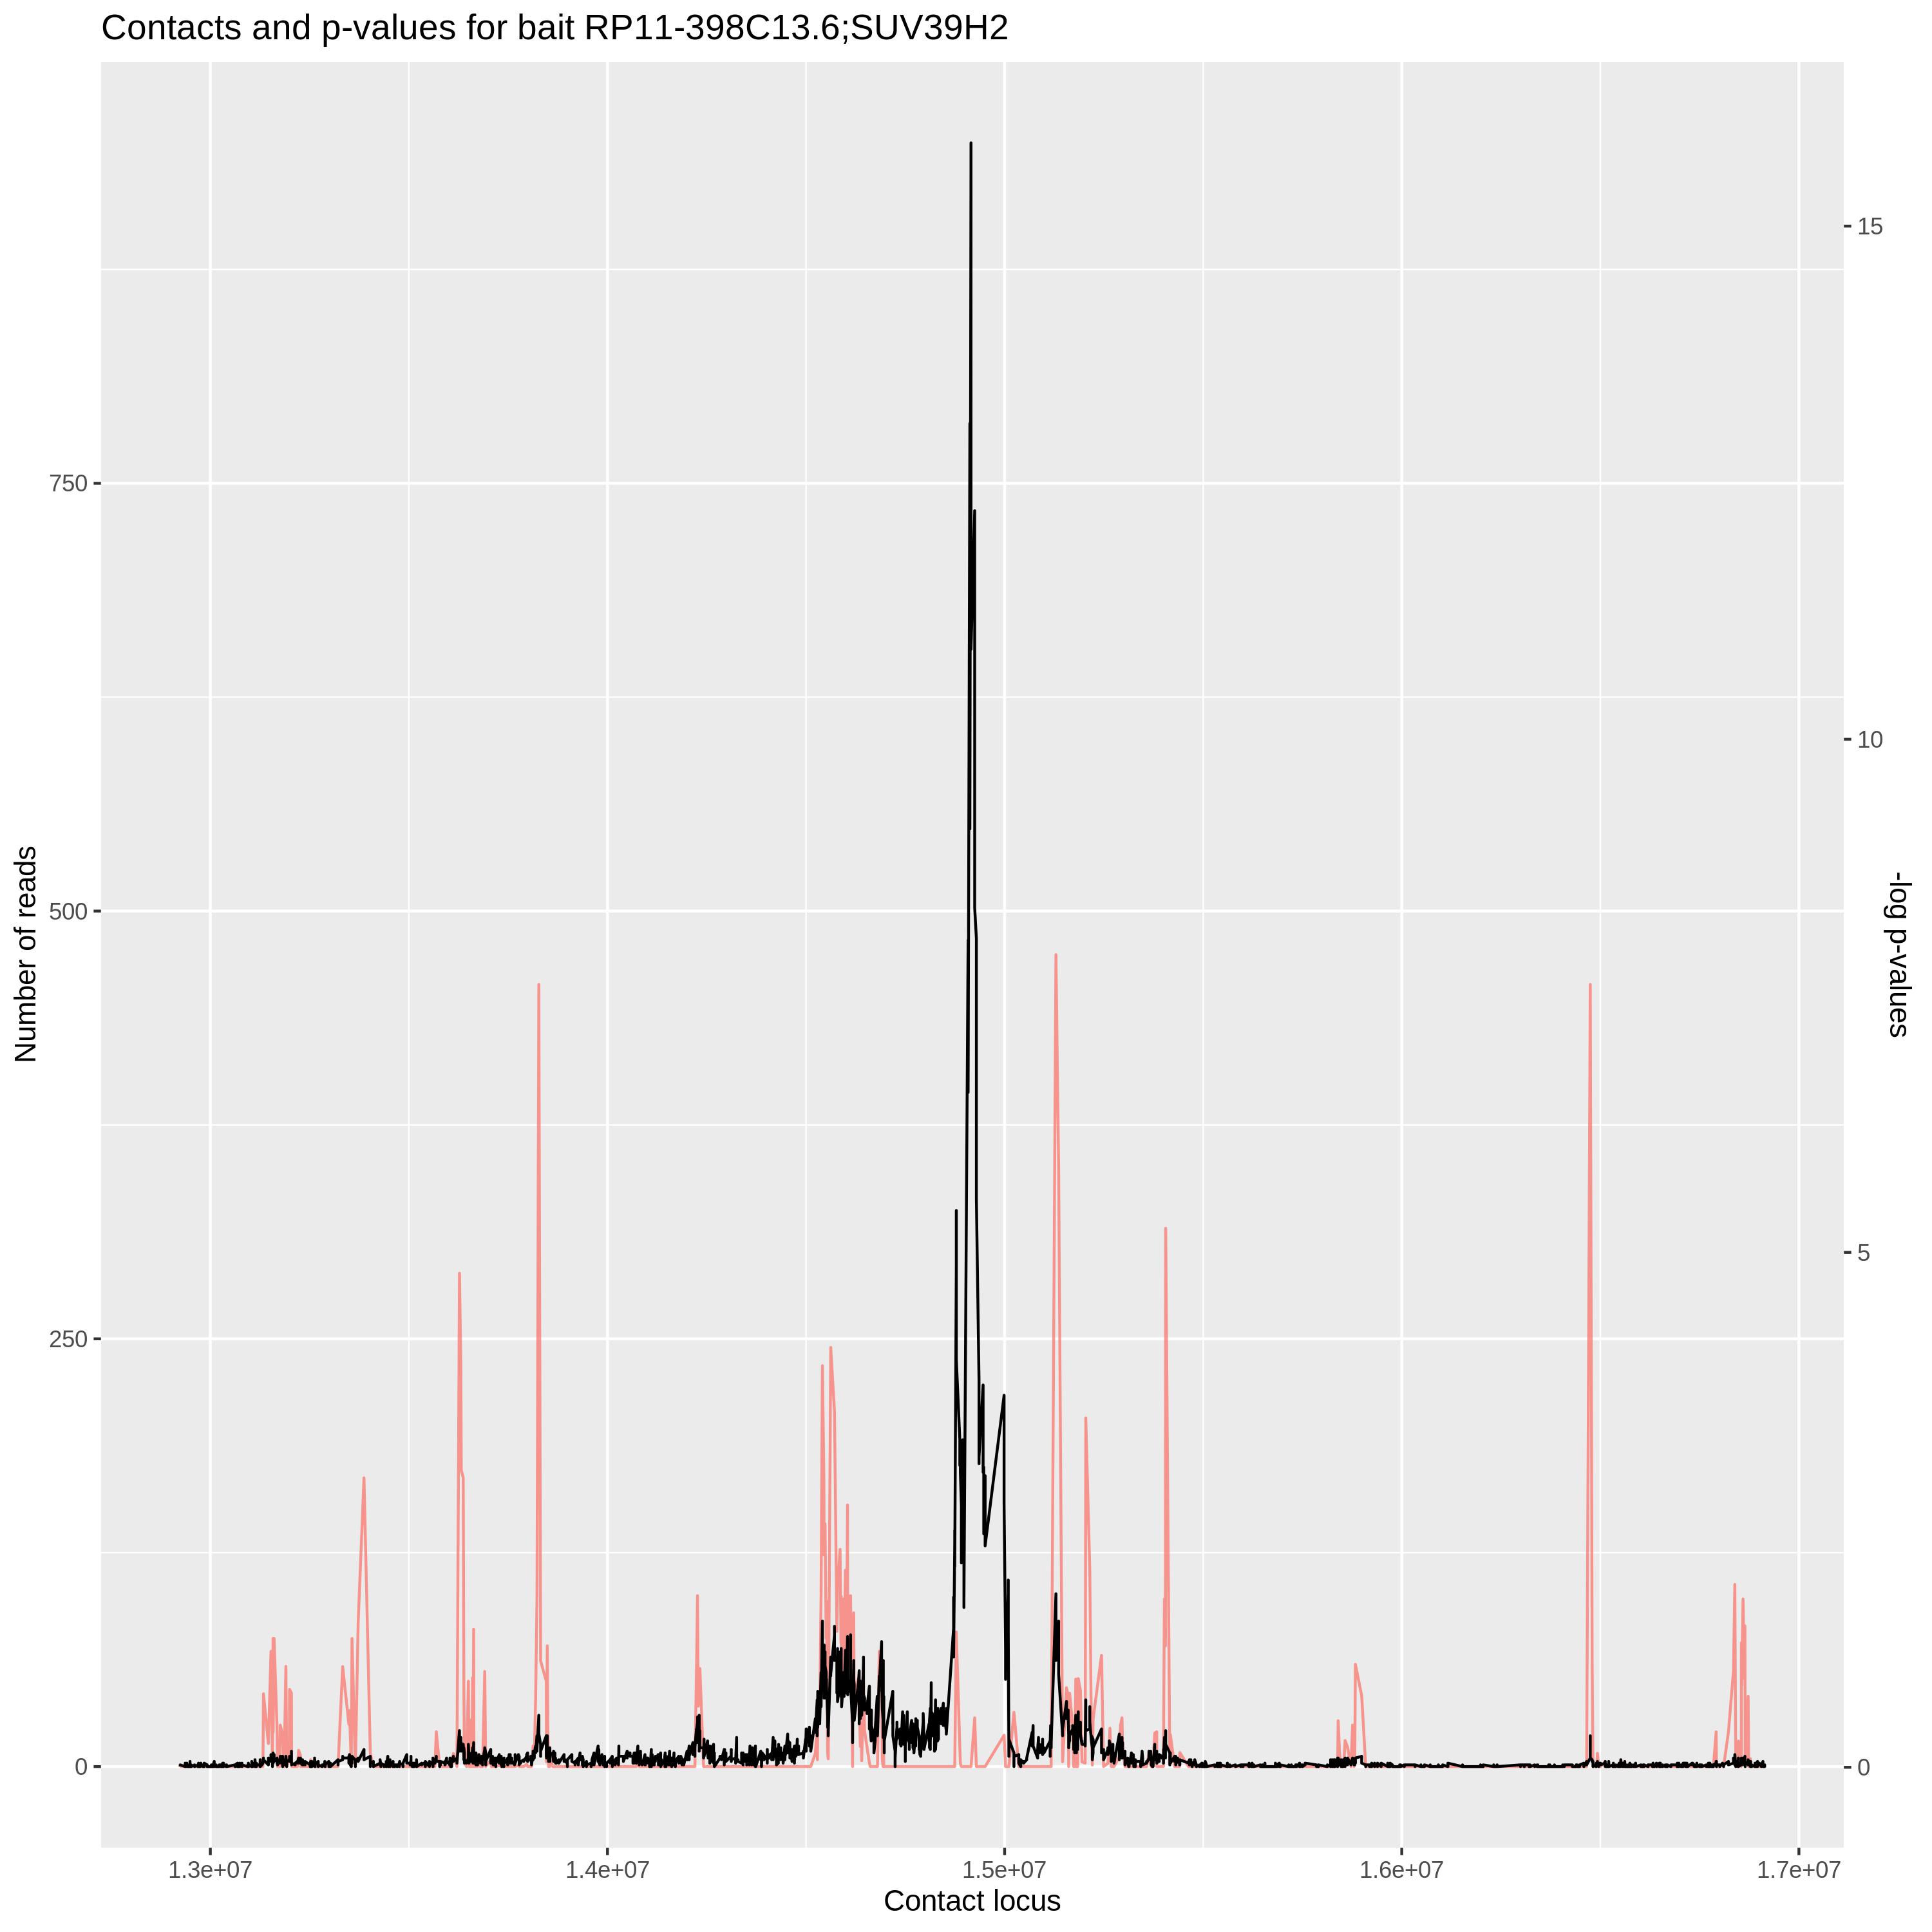 Contacts and p-values for bait RP11-398C13.6;SUV39H2
15
750
10
500
Number of reads
-log p-values
5
250
0
0
1.3e+07
1.4e+07
1.5e+07
1.6e+07
1.7e+07
Contact locus